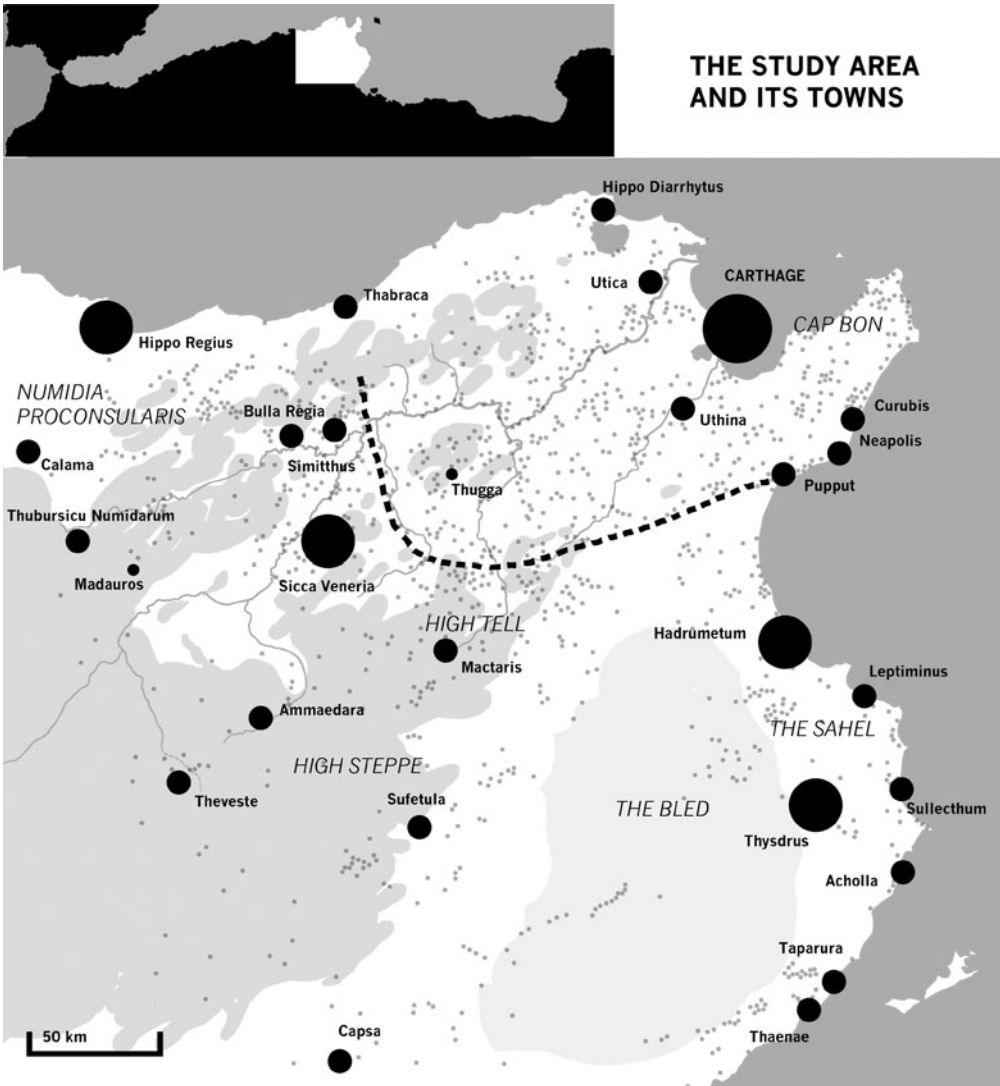 THE STUDY AREA
AND ITS TOWNS
Hippo Diarrhytus
Utica
CARTHAGE
Thabraca
CAP BON
Hippo Regius
NUMIDIA
PROCONSULARIS
Bulla Regia
Curubis
Uthina
Neapolis
Calama
Simitthus
Thugga
Pupput
Thubursicu Numidarum
Madauros
Sicca Veneria
HIGH TELL
Hadrumetum
Mactaris
Leptiminus
Ammaedara
THE SAHEL
HIGH STEPPE
Theveste
Sufetula
THE BLED
Sullecthum
Thysdrus
Acholla
Taparura
Capsa
Thaenae
50 km